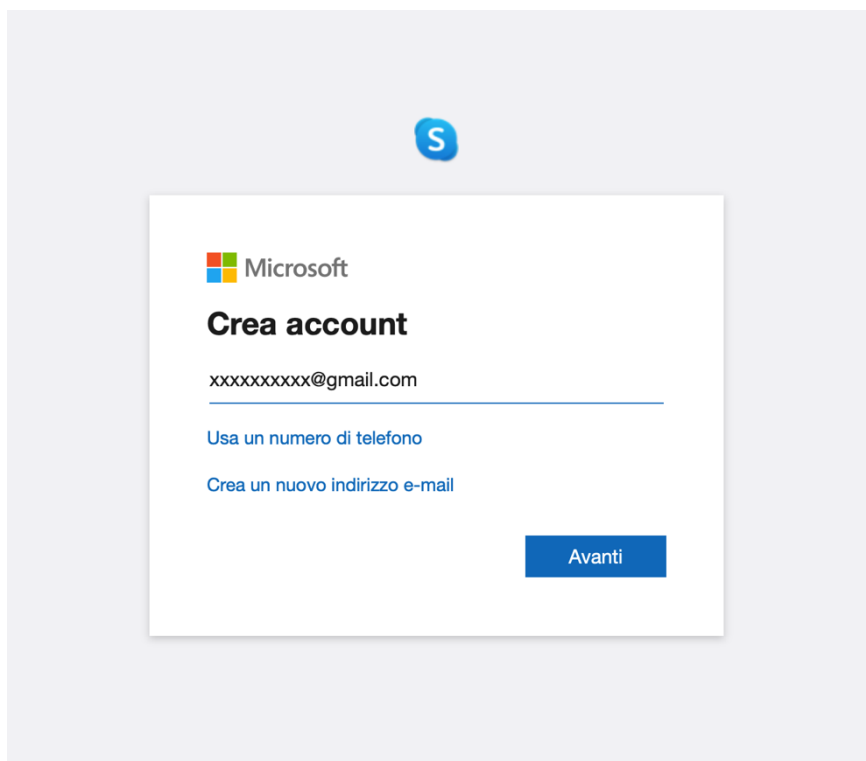 S
Microsoft
Crea account
xxxxxxxxxx@gmail.com
Usa un numero di telefono
Crea un nuovo indirizzo e-mail
Avanti